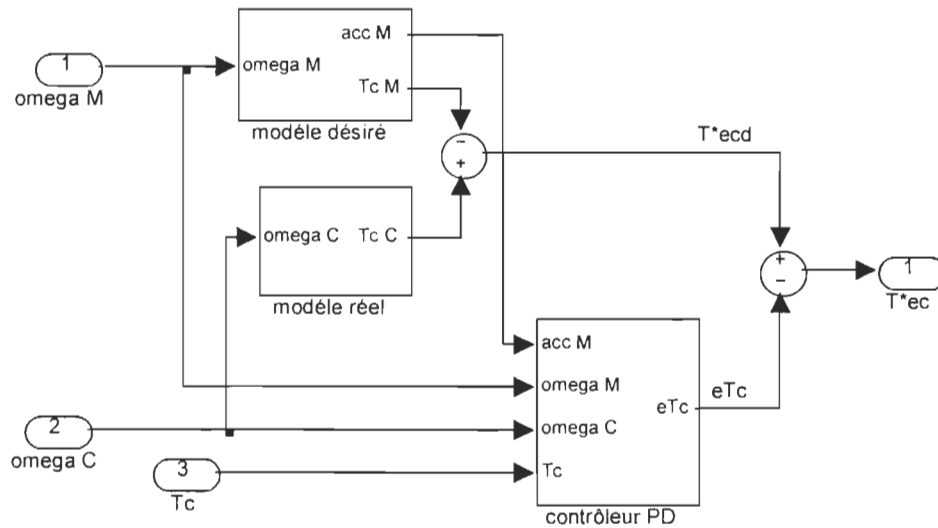 1
omega M
omega M
acc M
Tc M
modéle désiré
−
+
T*ecd
omega C
Tc C
modéle réel
+
−
1
T*ec
acc M
omega M
omega C
Tc
eTc
eTc
contrôleur PD
2
omega C
3
Tc